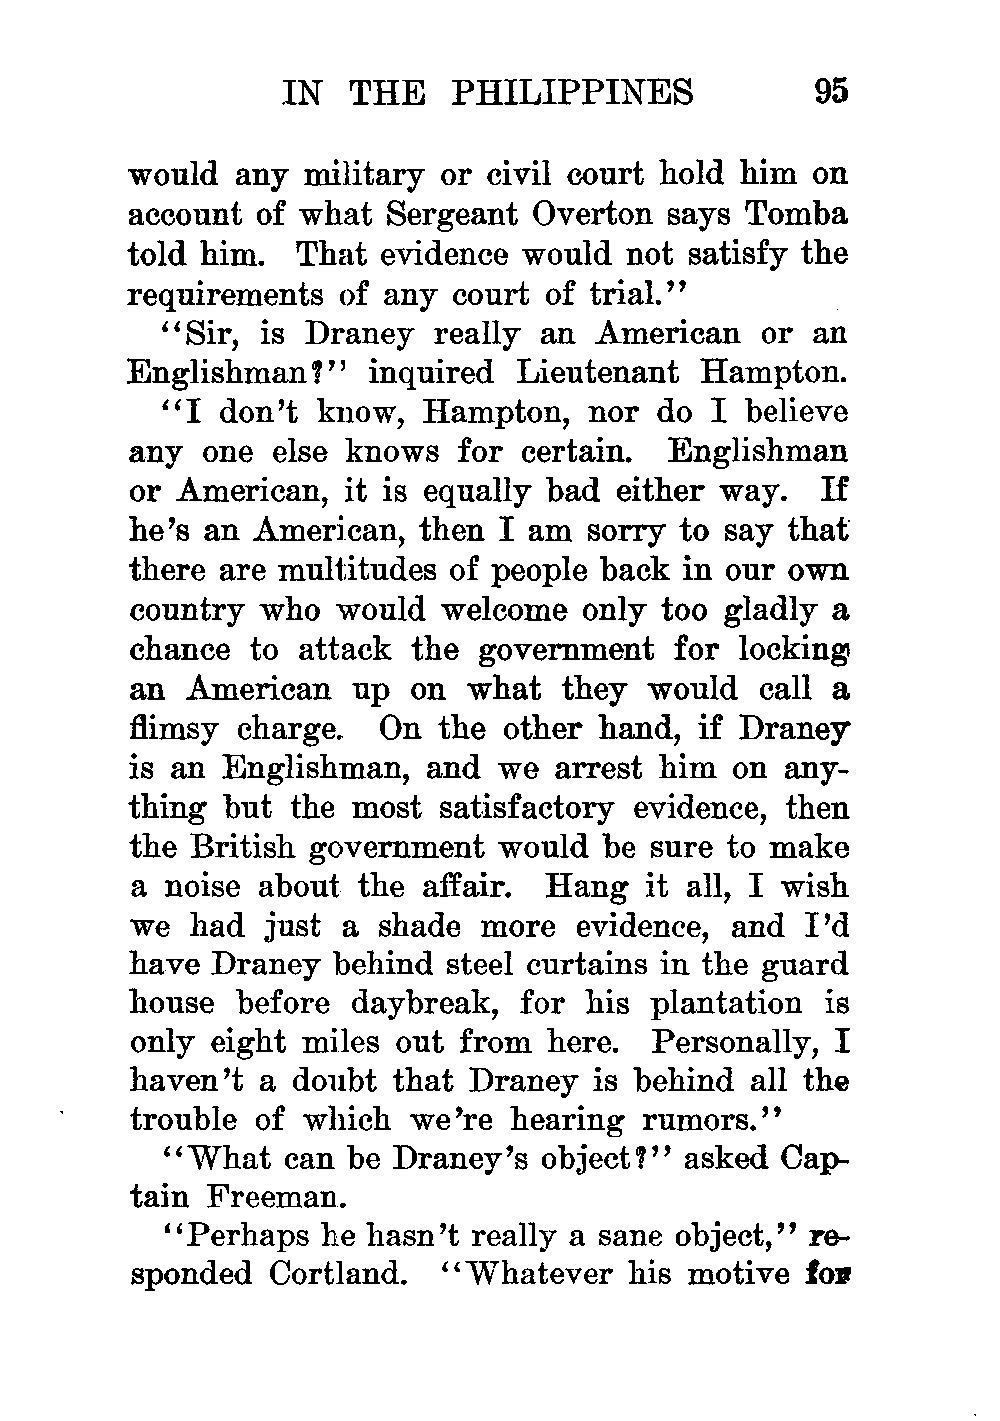 IN THE PHILIPPINES 95
would any military or civil court hold him on
account of what Sergeant Overton says Tomba
told him. That evidence would not satisfy the
requirements of any court of trial."
"Sir, is Draney really an American or an
Englishman?" inquired Lieutenant Hampton.
"I don't know, Hampton, nor do I believe
any one else knows for certain. Englishman
or American, it is equally bad either way. If
he's an American, then I am sorry to say that
there are multitudes of people back in our own
country who would welcome only too gladly a
chance to attack the government for locking
an American up on what they would call a
flimsy charge. On the other hand, if Draney
is an Englishman, and we arrest him on any-
thing but the most satisfactory evidence, then
the British government would be sure to make
a noise about the affair. Hang it all, I wish
we had just a shade more evidence, and I'd
have Draney behind steel curtains in the guard
house before daybreak, for his plantation is
only eight miles out from here. Personally, I
haven't a doubt that Draney is behind all the
trouble of which we're hearing rumors."
"What can be Draney's object?" asked Cap-
tain Freeman.
"Perhaps he hasn't really a sane object," re-
sponded Cortland. "Whatever his motive for